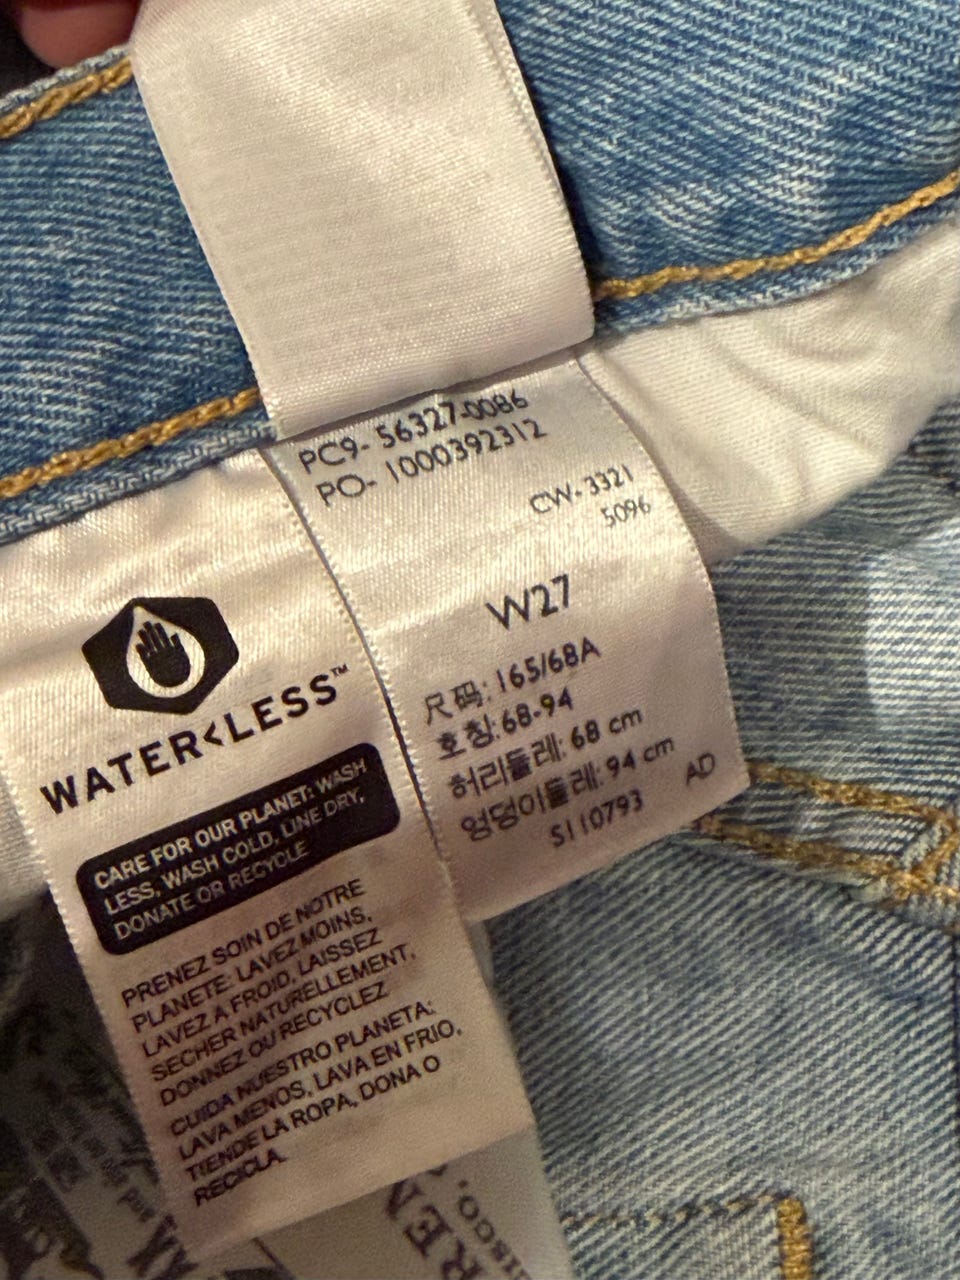 PC9- 56327-0086
PO- 1000392312
CW- 3321
5096
W27
尺码: 165/68A
호칭: 68-94
허리둘레: 68 cm
엉덩이둘레: 94 cm
S110793
AD
WATER<LESS™
CARE FOR OUR PLANET: WASH
LESS, WASH COLD, LINE DRY,
DONATE OR RECYCLE
PRENEZ SOIN DE NOTRE
PLANETE: LAVEZ MOINS,
LAVEZ A FROID, LAISSEZ
SECHER NATURELLEMENT,
DONNEZ OU RECYCLEZ
CUIDA NUESTRO PLANETA:
LAVA MENOS, LAVA EN FRIO,
TIENDE LA ROPA, DONA O
RECICLA.